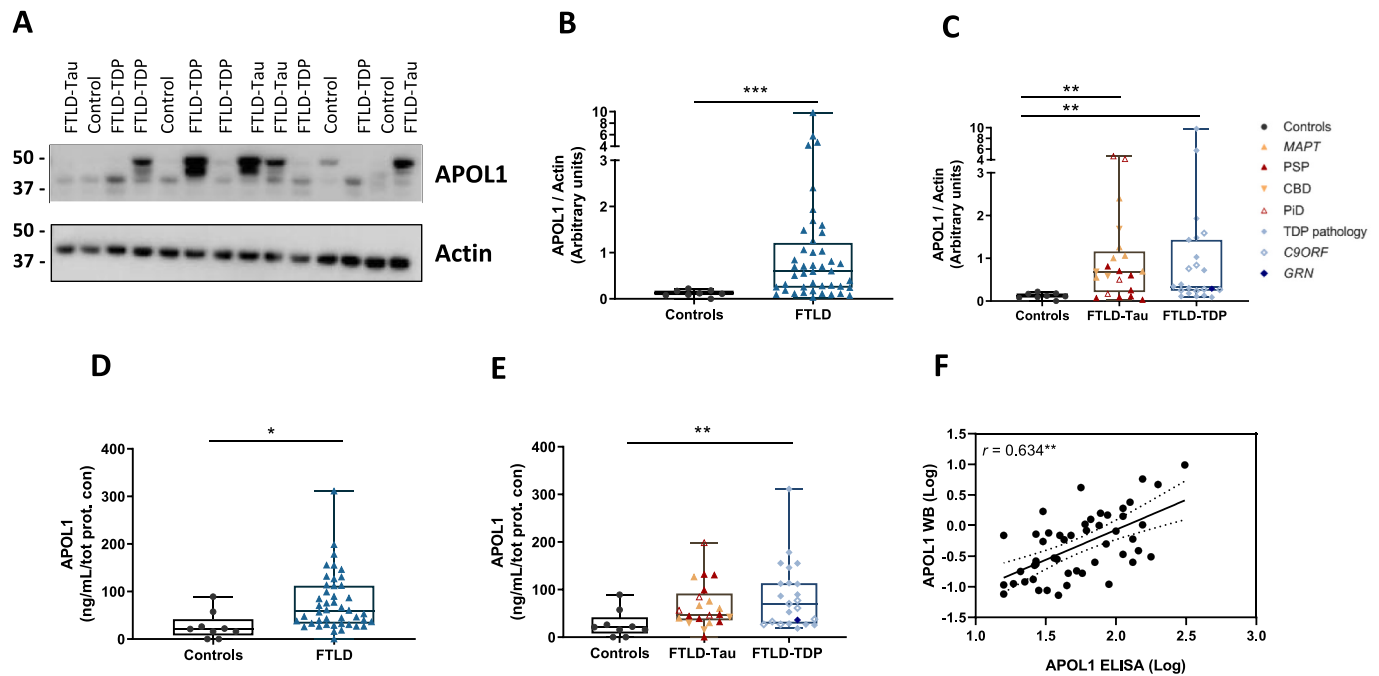 A
FTLD-Tau
Control
FTLD-TDP
FTLD-TDP
Control
FTLD-TDP
FTLD-TDP
FTLD-Tau
FTLD-Tau
FTLD-TDP
Control
FTLD-TDP
Control
FTLD-Tau
50 -
37 -
APOL1
50 -
37 -
Actin
B
***
APOL1 / Actin
(Arbitrary units)
10
8
6
4
3
2
1
0
Controls
FTLD
C
**
**
APOL1 / Actin
(Arbitrary units)
10
8
6
4
3
2
1
0
Controls
FTLD-Tau
FTLD-TDP
Controls
MAPT
PSP
CBD
PiD
TDP pathology
C9ORF
GRN
D
*
APOL1
(ng/mL/tot prot. con)
400
300
200
100
0
Controls
FTLD
E
**
APOL1
(ng/mL/tot prot. con)
400
300
200
100
0
Controls
FTLD-Tau
FTLD-TDP
F
r = 0.634**
APOL1 WB (Log)
1.5
1.0
0.5
0.0
-0.5
-1.0
-1.5
1.0
1.5
2.0
2.5
3.0
APOL1 ELISA (Log)